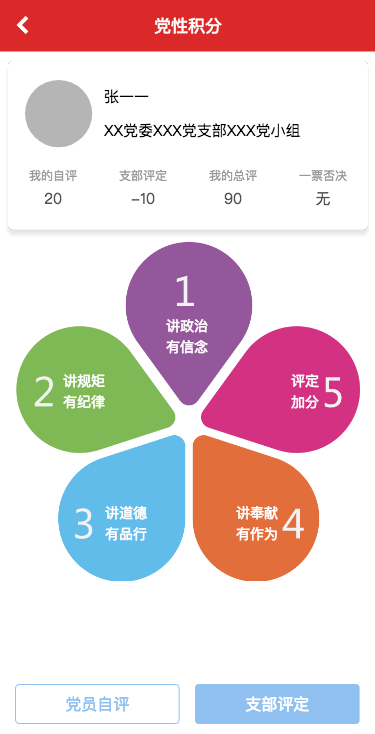 党性积分
张一一
XX党委XXX党支部XXX党小组
我的自评 支部评定 我的总评 一票否决
20 -10 90 无
1
讲政治
有信念
2
讲规矩
有纪律
评定
加分
5
3
讲道德
有品行
讲奉献
有作为
4
党员自评 支部评定